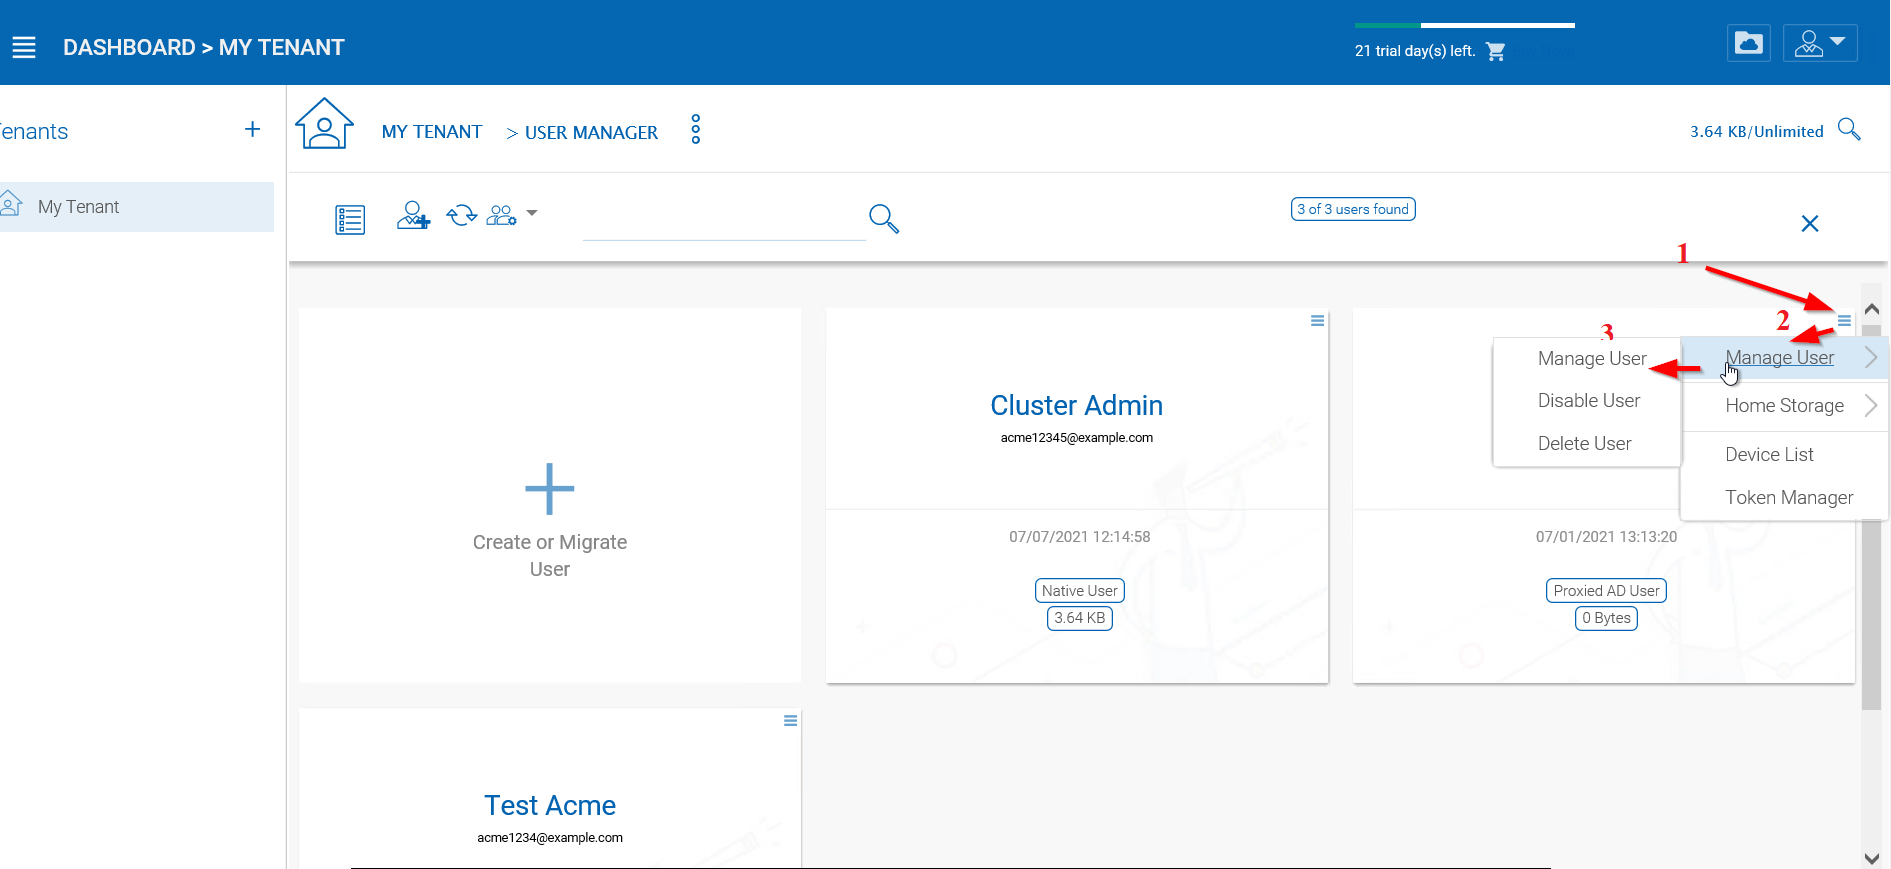 DASHBOARD > MY TENANT
21 trial day(s) left.
enants
+
MY TENANT > USER MANAGER
3.64 KB/Unlimited
My Tenant
3 of 3 users found
1
2
3
Manage User
Disable User
Delete User
Manage User
Home Storage
Device List
Token Manager
Create or Migrate
User
Cluster Admin
acme12345@example.com
07/07/2021 12:14:58
Native User
3.64 KB
07/01/2021 13:13:20
Proxied AD User
0 Bytes
Test Acme
acme1234@example.com